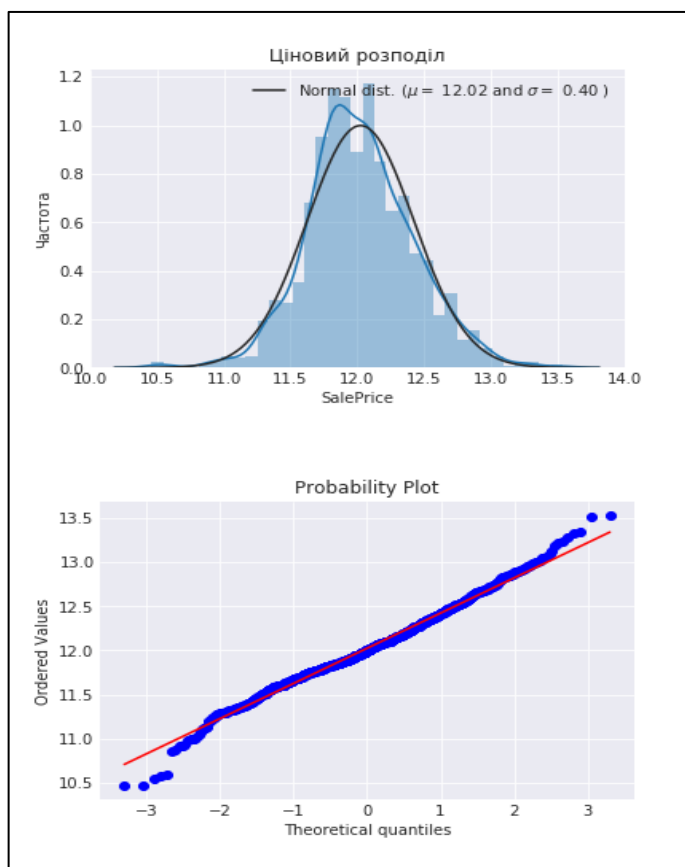 Ціновий розподіл
Normal dist. (μ = 12.02 and σ = 0.40 )
1.2
1.0
0.8
0.6
0.4
0.2
0.0
Частота
10.0 10.5 11.0 11.5 12.0 12.5 13.0 13.5 14.0
SalePrice
Probability Plot
13.5
13.0
12.5
12.0
11.5
11.0
10.5
Ordered Values
−3 −2 −1 0 1 2 3
Theoretical quantiles